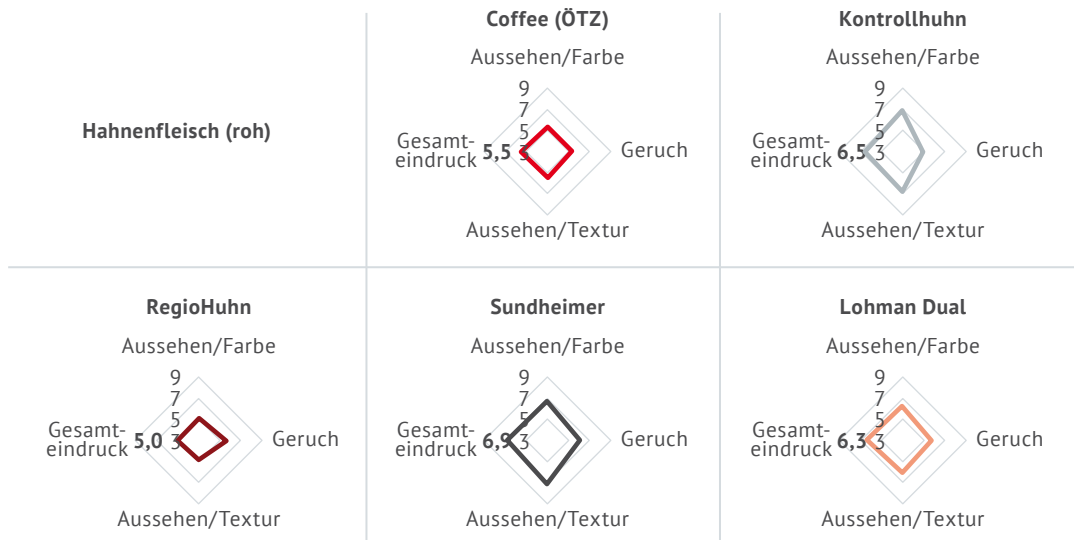 Hahnenfleisch (roh)
Coffee (ÖTZ)
Aussehen/Farbe
9
7
5
3
Gesamt-
eindruck 5,5
Geruch
Aussehen/Textur
Kontrollhuhn
Aussehen/Farbe
9
7
5
3
Gesamt-
eindruck 6,5
Geruch
Aussehen/Textur
RegioHuhn
Aussehen/Farbe
9
7
5
3
Gesamt-
eindruck 5,0
Geruch
Aussehen/Textur
Sundheimer
Aussehen/Farbe
9
7
5
3
Gesamt-
eindruck 6,9
Geruch
Aussehen/Textur
Lohman Dual
Aussehen/Farbe
9
7
5
3
Gesamt-
eindruck 6,3
Geruch
Aussehen/Textur